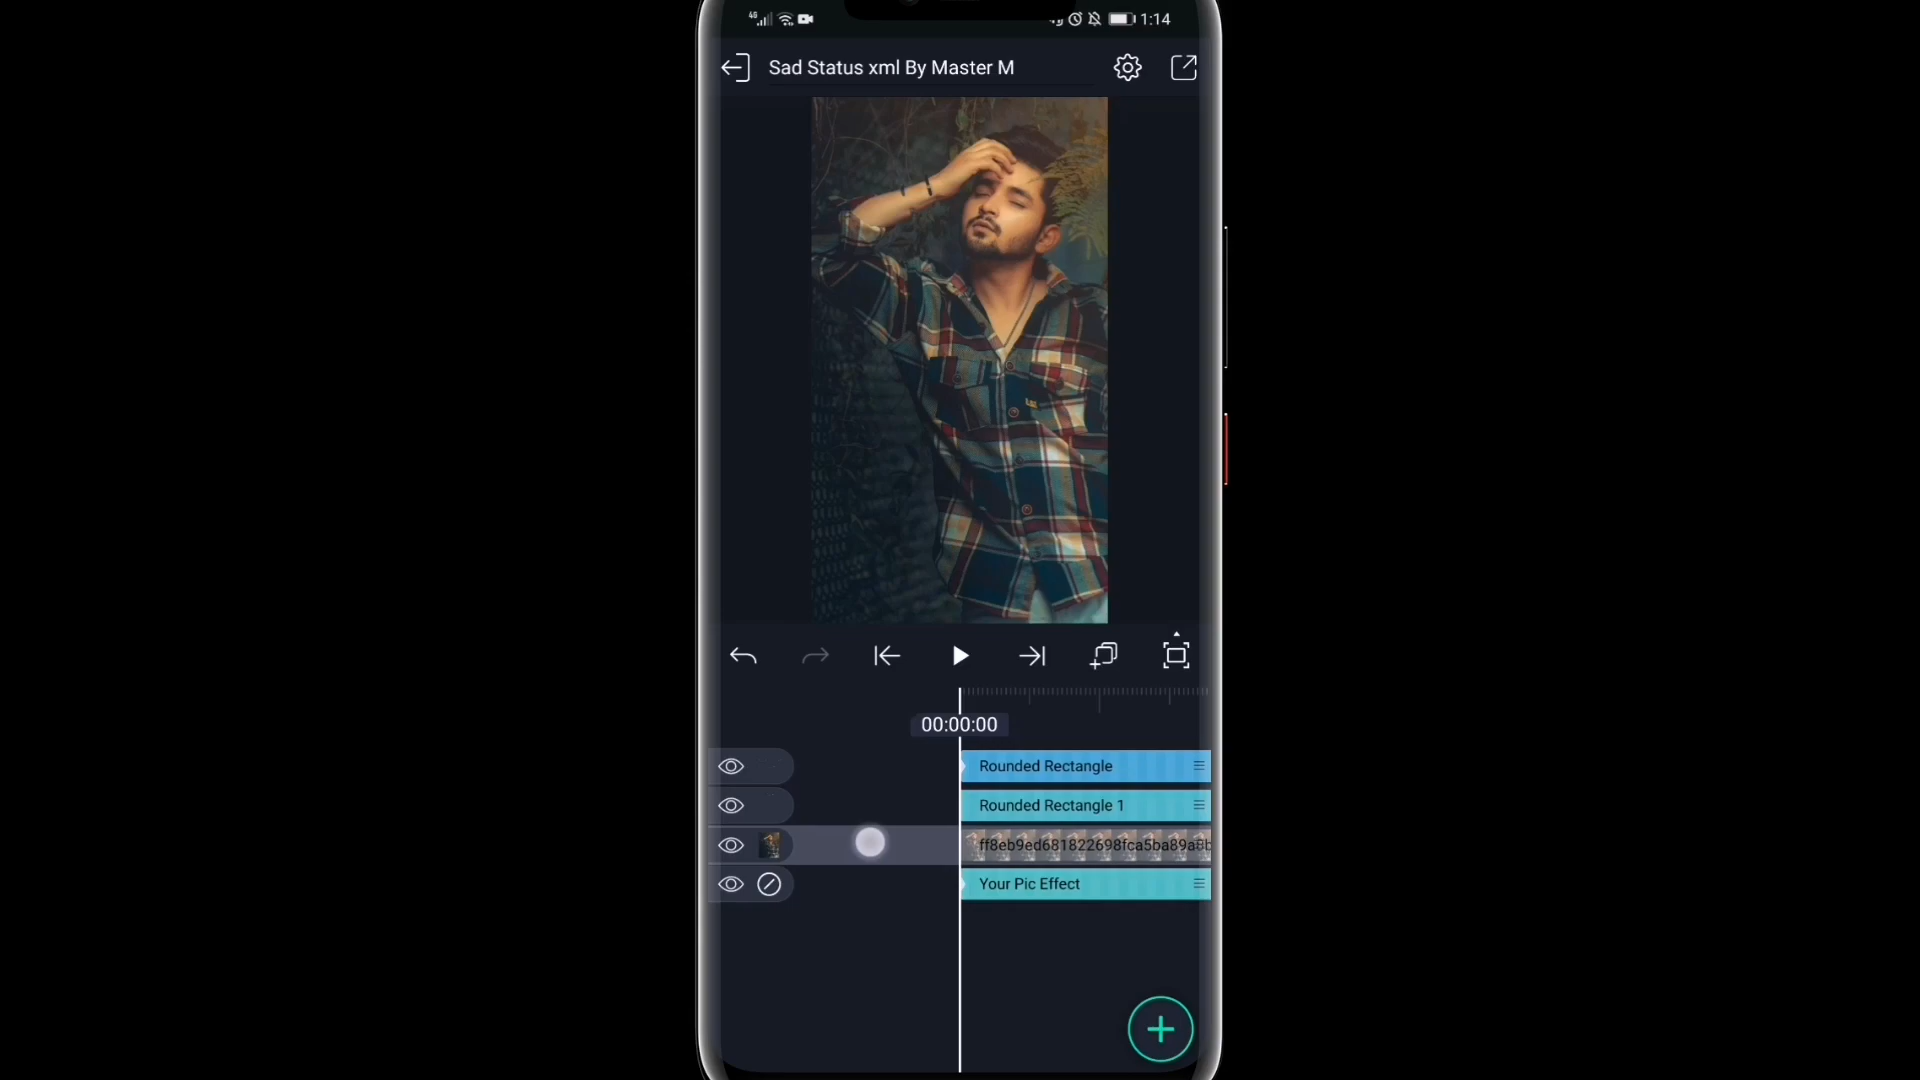 4G
1:14
Sad Status xml By Master M
00:00:00
Rounded Rectangle
Rounded Rectangle 1
ff8eb9ed681822698fca5ba89a
Your Pic Effect